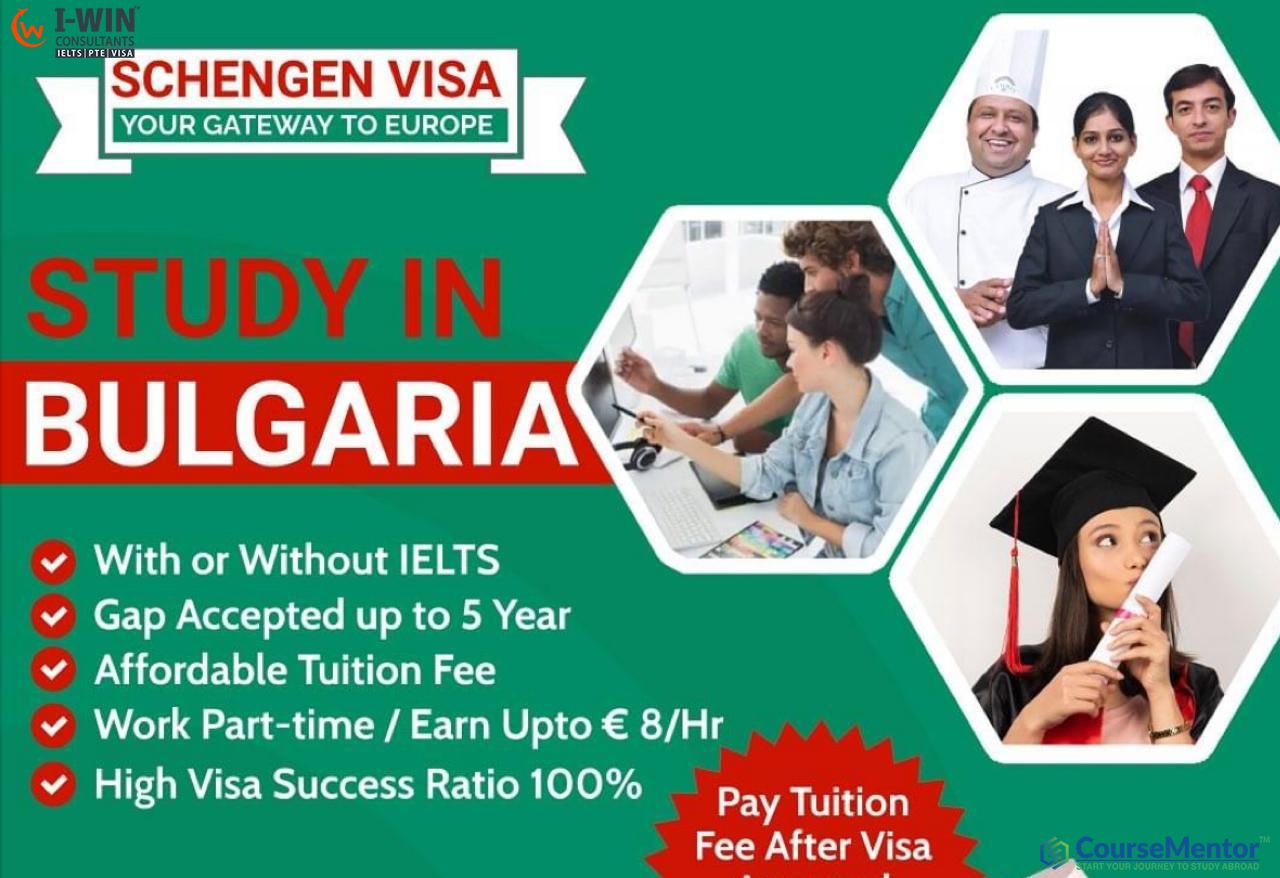 I-WIN
CONSULTANTS
IELTS|PTE|VISA
SCHENGEN VISA
YOUR GATEWAY TO EUROPE
STUDY IN
BULGARIA
With or Without IELTS
Gap Accepted up to 5 Year
Affordable Tuition Fee
Work Part-time / Earn Upto € 8/Hr
High Visa Success Ratio 100%
Pay Tuition
Fee After Visa
CourseMentor™
START YOUR JOURNEY TO STUDY ABROAD